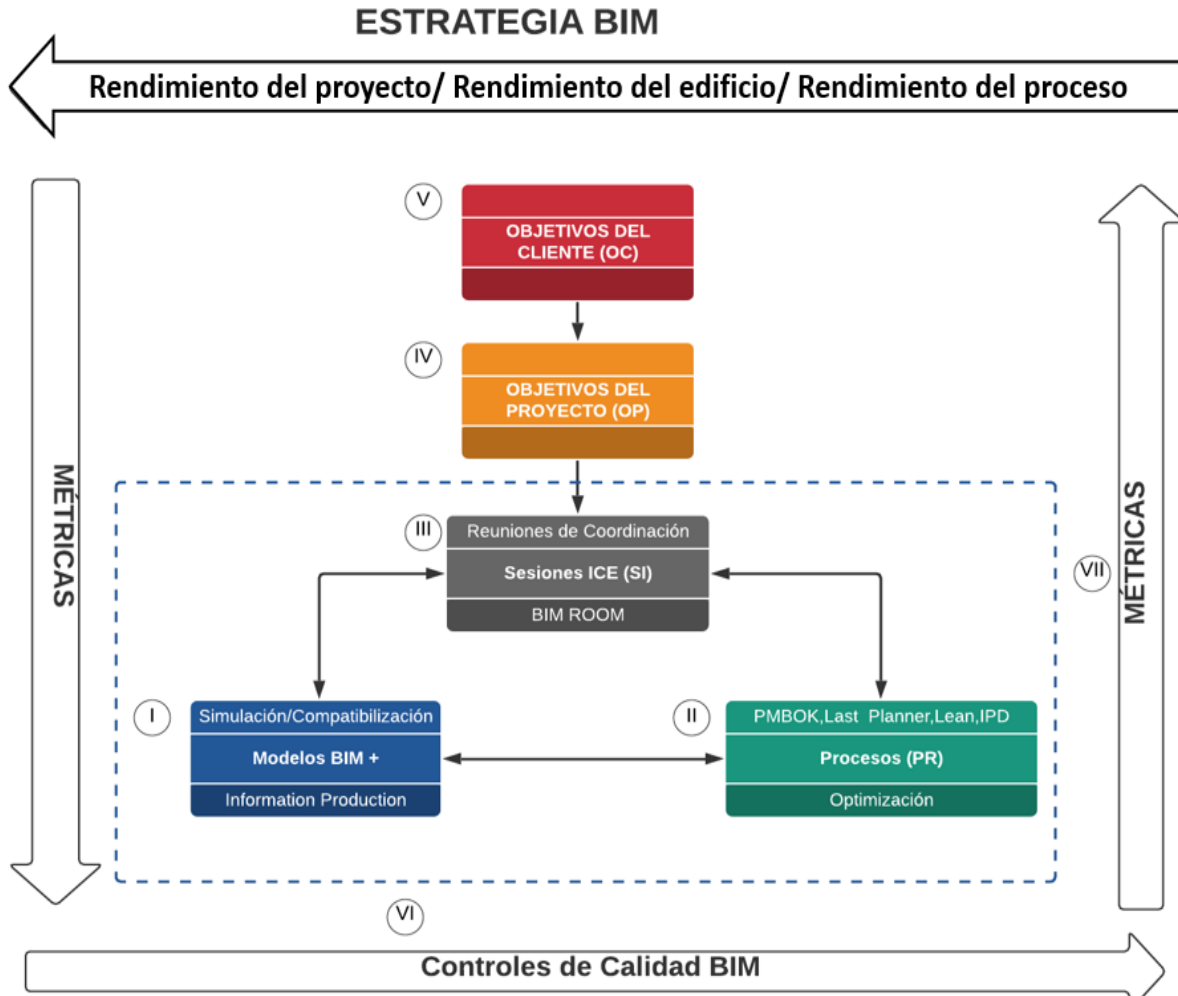 ESTRATEGIA BIM
Rendimiento del proyecto/ Rendimiento del edificio/ Rendimiento del proceso
MÉTRICAS
V
OBJETIVOS DEL
CLIENTE (OC)
IV
OBJETIVOS DEL
PROYECTO (OP)
III
Reuniones de Coordinación
Sesiones ICE (SI)
BIM ROOM
I
Simulación/Compatibilización
Modelos BIM +
Information Production
II
PMBOK,Last Planner,Lean,IPD
Procesos (PR)
Optimización
VII
MÉTRICAS
VI
Controles de Calidad BIM